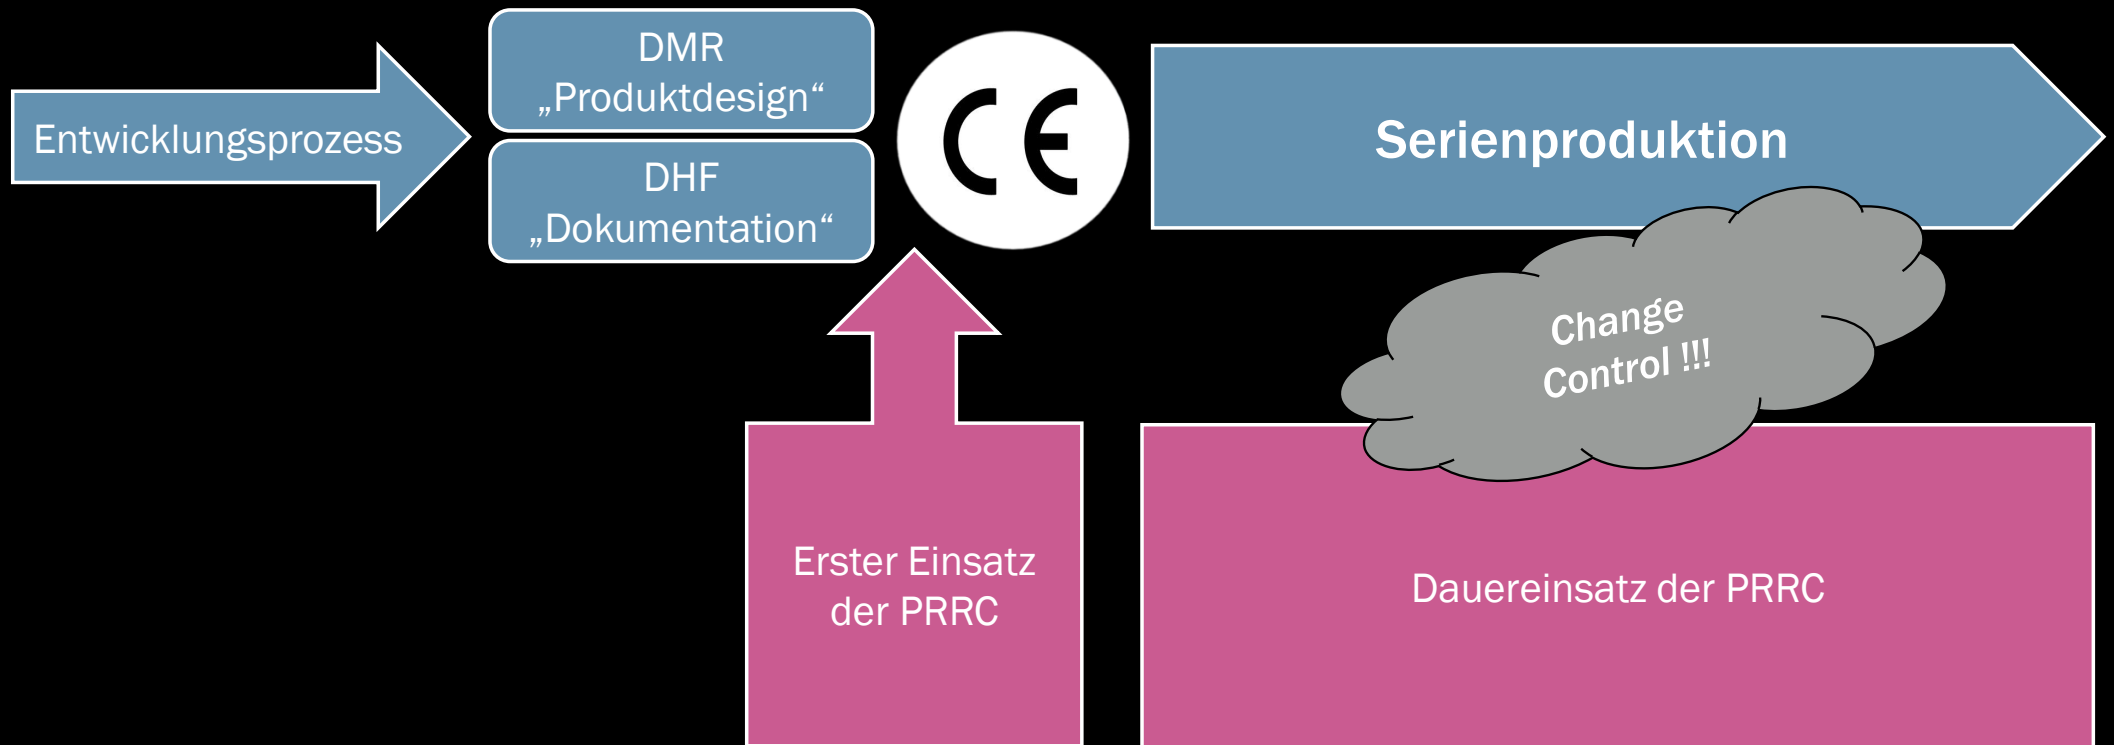 Entwicklungsprozess
DMR
„Produktdesign“
DHF
„Dokumentation“
CE
Serienproduktion
Change
Control !!!
Erster Einsatz
der PRRC
Dauereinsatz der PRRC